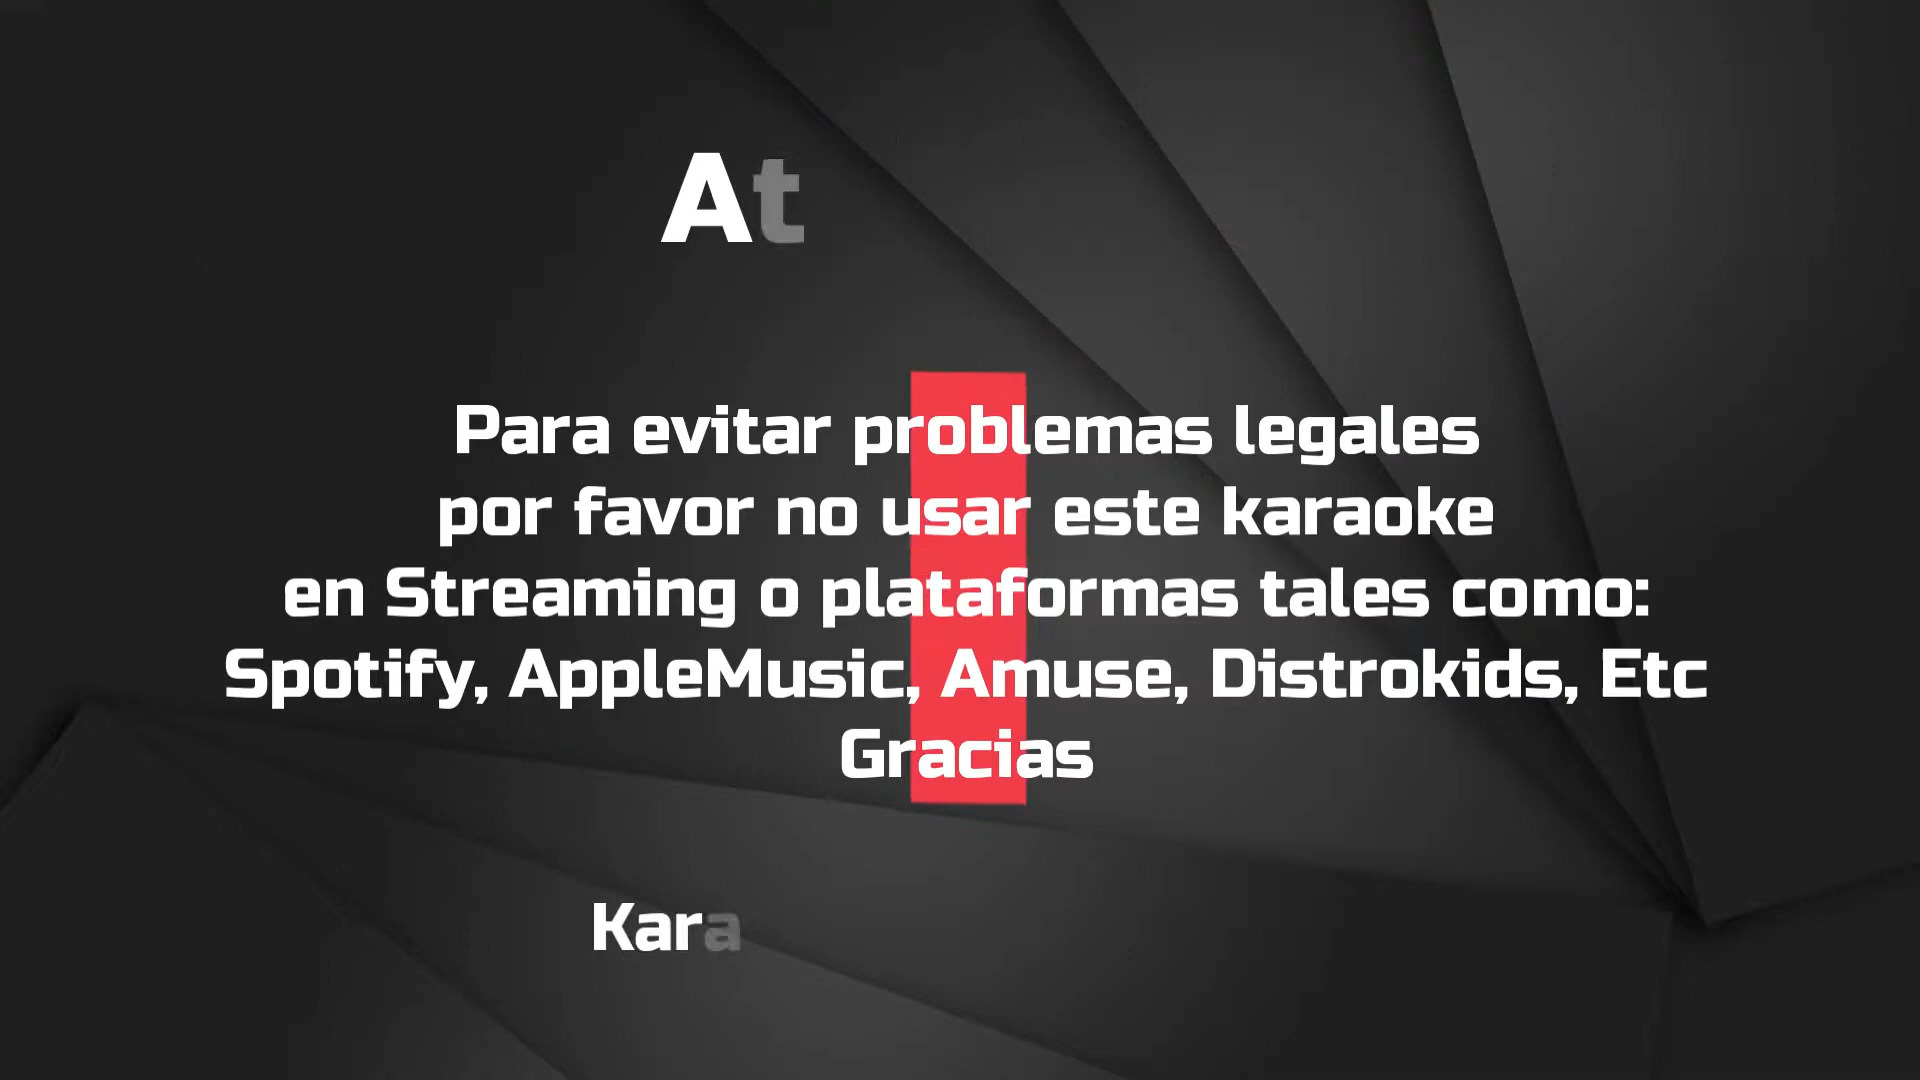 At
Para evitar problemas legales
por favor no usar este karaoke
en Streaming o plataformas tales como:
Spotify, AppleMusic, Amuse, Distrokids, Etc
Gracias
Kara